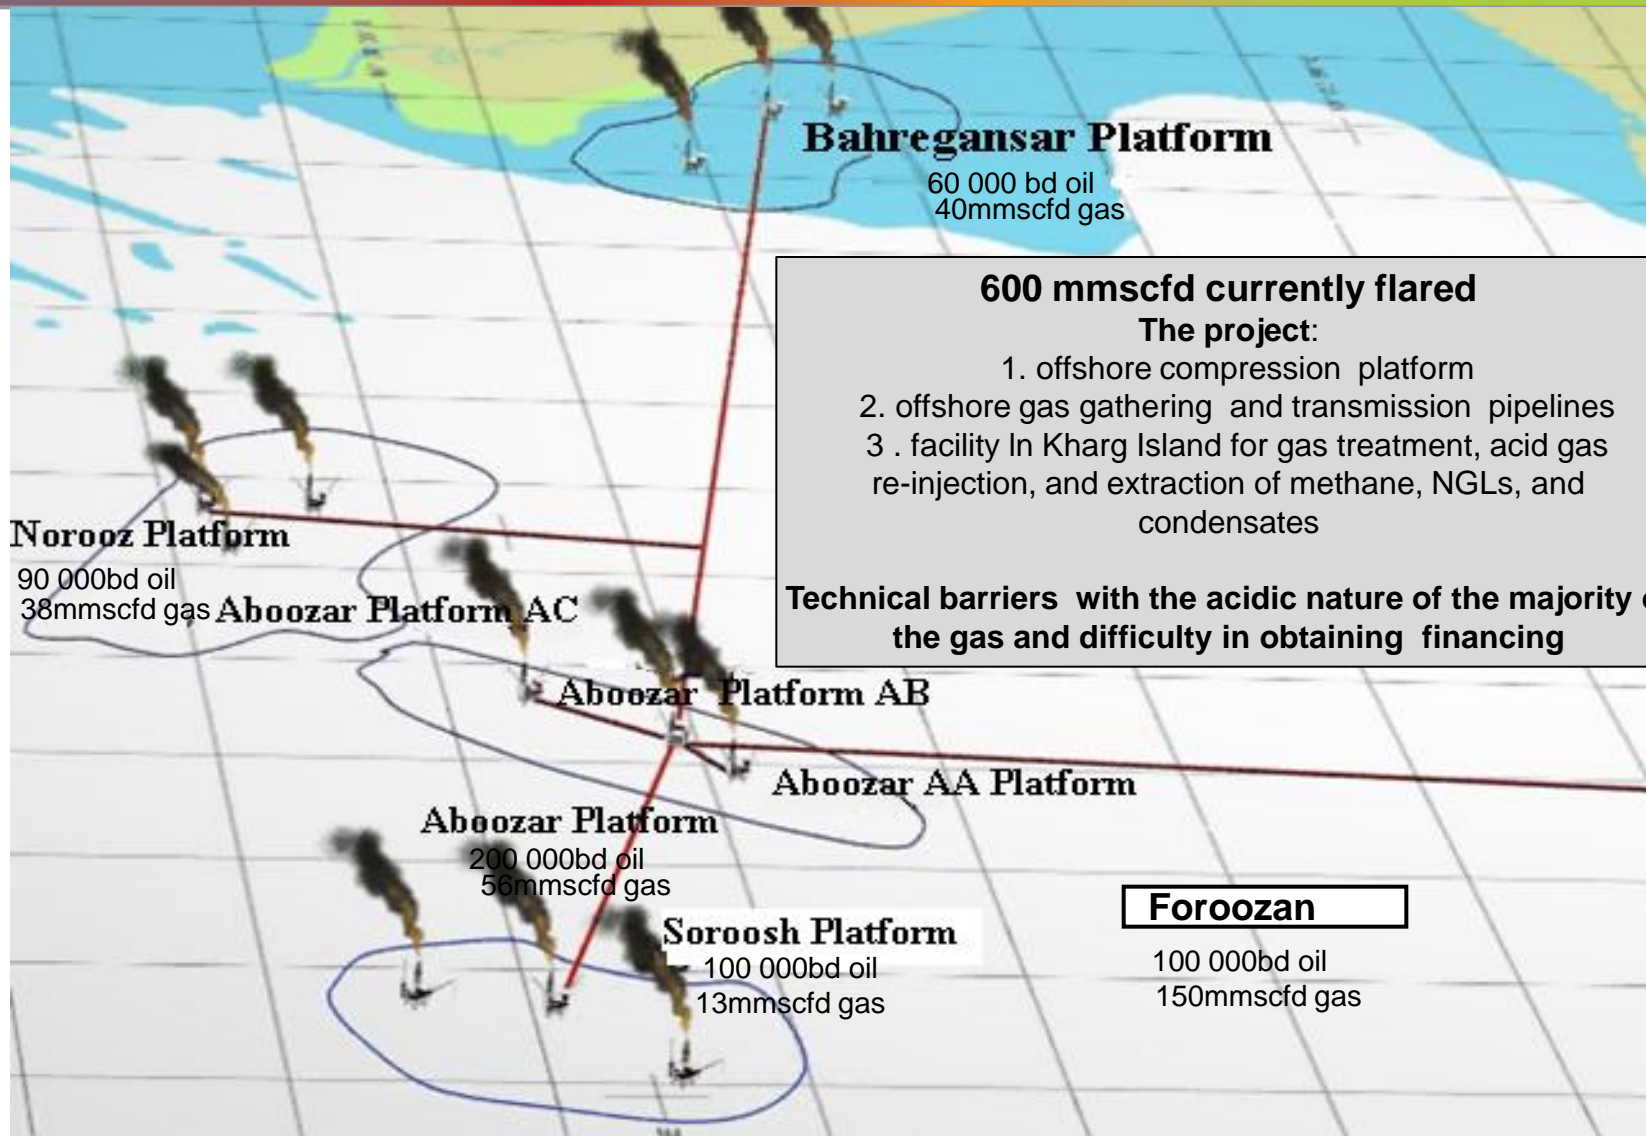 Bahregansar Platform
60 000 bd oil
40mmscfd gas
600 mmscfd currently flared
The project:
1. offshore compression platform
2. offshore gas gathering and transmission pipelines
3 . facility In Kharg Island for gas treatment, acid gas
re-injection, and extraction of methane, NGLs, and
condensates
Technical barriers with the acidic nature of the majority
the gas and difficulty in obtaining financing
Norooz Platform
90 000bd oil
38mmscfd gas
Aboozar Platform AC
Aboozar Platform AB
Aboozar AA Platform
Aboozar Platform
200 000bd oil
56mmscfd gas
Soroosh Platform
100 000bd oil
13mmscfd gas
Foroozan
100 000bd oil
150mmscfd gas